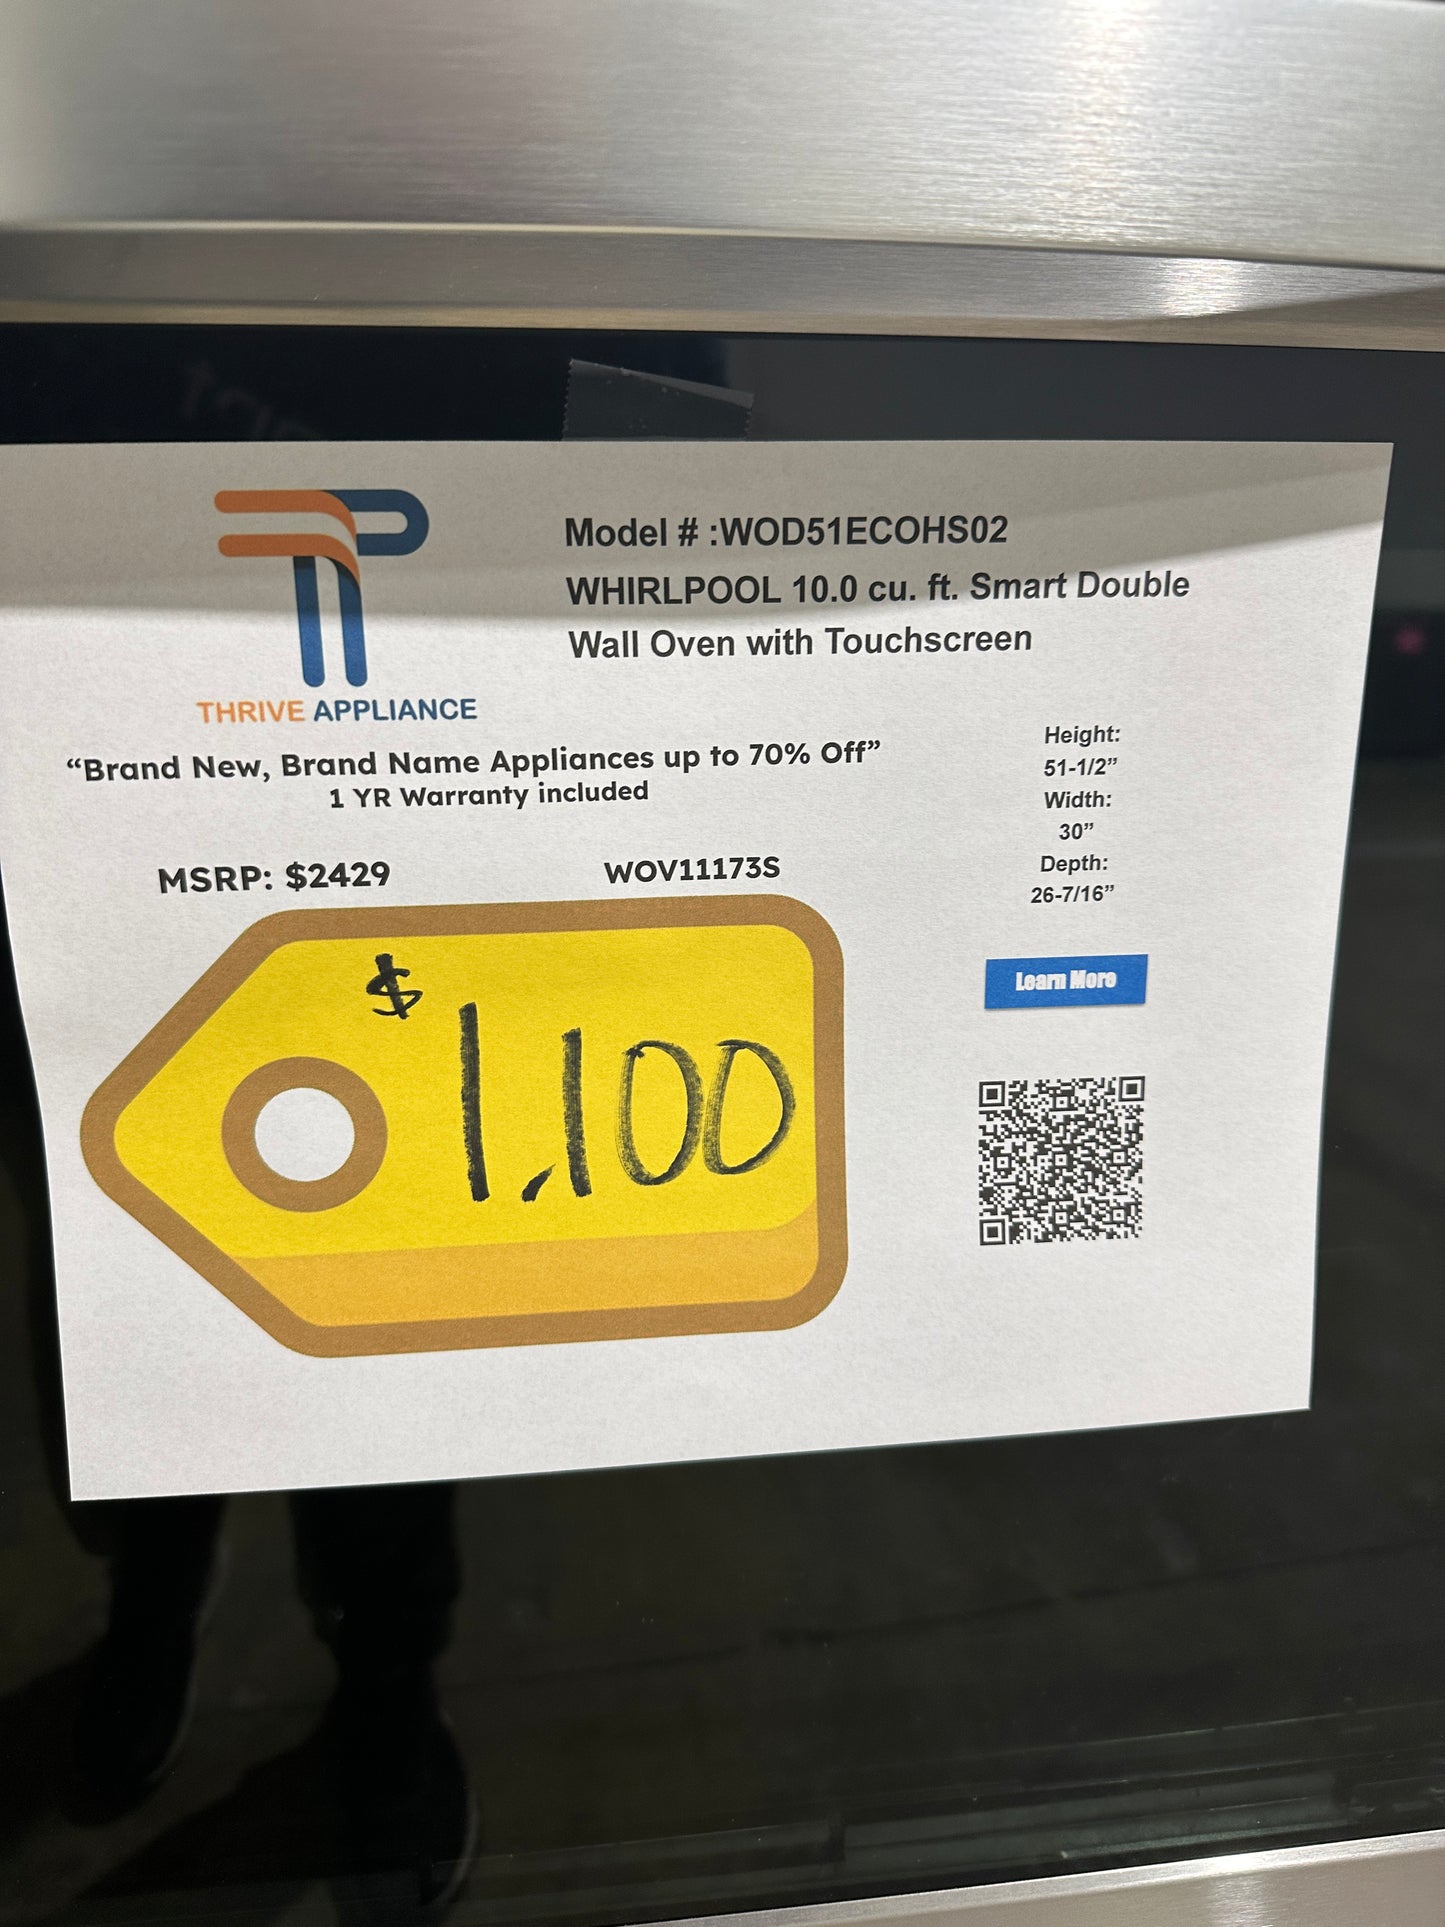 Model # :WOD51ECOHS02
WHIRLPOOL 10.0 cu. ft. Smart Double
Wall Oven with Touchscreen
THRIVE APPLIANCE
“Brand New, Brand Name Appliances up to 70% Off”
1 YR Warranty included
MSRP: $2429
WOV11173S
Height:
51-1/2”
Width:
30”
Depth:
26-7/16”
$1,100
Learn More